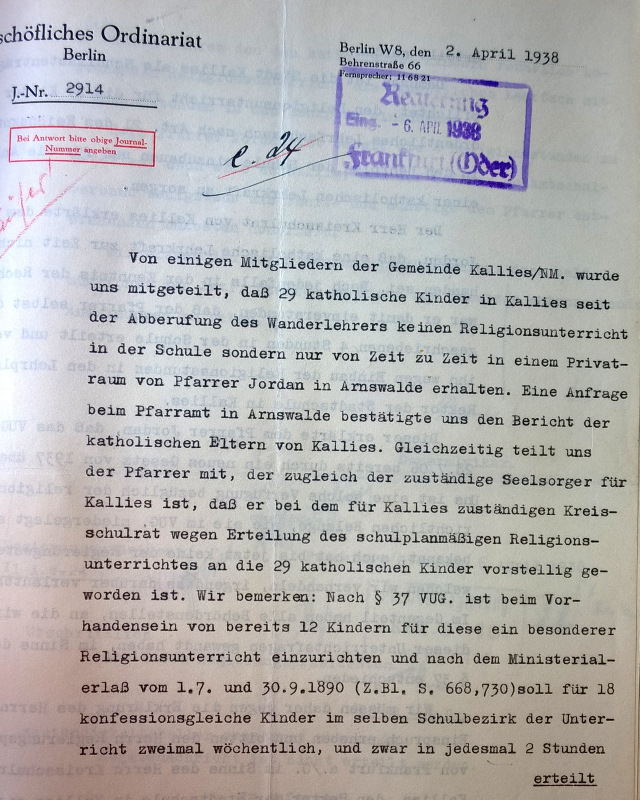 schöfliches Ordinariat
Berlin
J.-Nr. 2914
Bei Antwort bitte obige Journal-
Nummer angeben
Berlin W8, den 2. April 1938
Behrenstraße 66
Fernsprecher: 11 68 21
Regierung
Eing. - 6. APR 1938
Frankfurt (Oder)
e. 24
Von einigen Mitgliedern der Gemeinde Kallies/NM. wurde
uns mitgeteilt, daß 29 katholische Kinder in Kallies seit
der Abberufung des Wanderlehrers keinen Religionsunterricht
in der Schule sondern nur von Zeit zu Zeit in einem Privat-
raum von Pfarrer Jordan in Arnswalde erhalten. Eine Anfrage
beim Pfarramt in Arnswalde bestätigte uns den Bericht der
katholischen Eltern von Kallies. Gleichzeitig teilt uns
der Pfarrer mit, der zugleich der zuständige Seelsorger für
Kallies ist, daß er bei dem für Kallies zuständigen Kreis-
schulrat wegen Erteilung des schulplanmäßigen Religions-
unterrichtes an die 29 katholischen Kinder vorstellig ge-
worden ist. Wir bemerken: Nach § 37 VUG. ist beim Vor-
handensein von bereits 12 Kindern für diese ein besonderer
Religionsunterricht einzurichten und nach dem Ministerial-
erlaß vom 1.7. und 30.9.1890 (Z.Bl. S. 668,730)soll für 18
konfessionsgleiche Kinder im selben Schulbezirk der Unter-
richt zweimal wöchentlich, und zwar in jedesmal 2 Stunden
erteilt